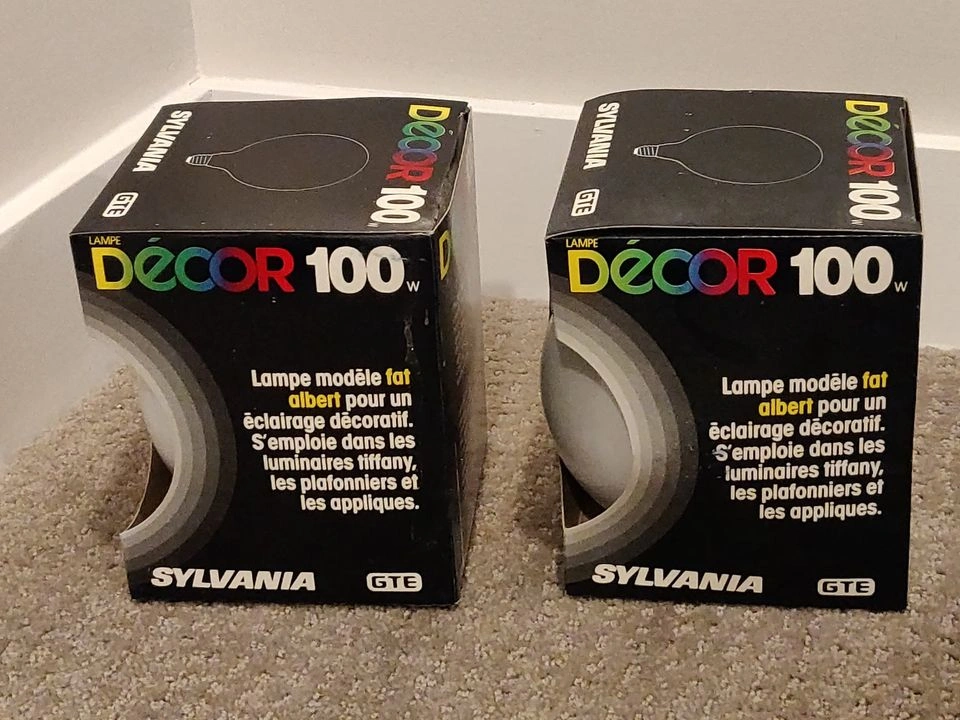 SYLVANIA
GTE
DéCOR 100 W
LAMPE
DéCOR 100 W
Lampe modèle fat
albert pour un
éclairage décoratif.
S'emploie dans les
luminaires tiffany,
les plafonniers et
les appliques.
SYLVANIA GTE
SYLVANIA
GTE
DéCOR 100 W
LAMPE
DéCOR 100 W
Lampe modèle fat
albert pour un
éclairage décoratif.
S'emploie dans les
luminaires tiffany,
les plafonniers et
les appliques.
SYLVANIA GTE